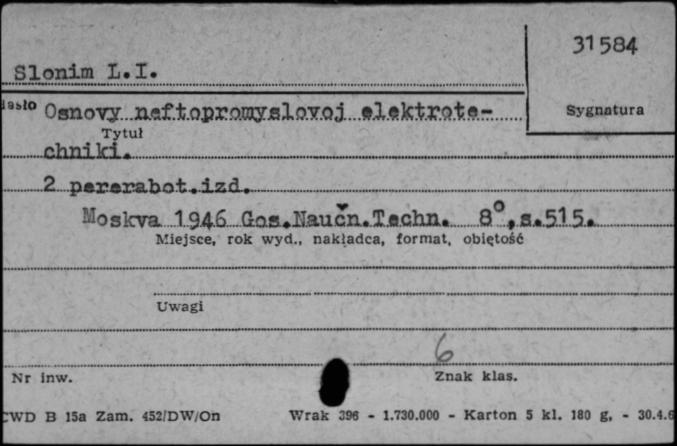 31584
Slonim L.I.
Sygnatura
Osnovy neftopromyslovoj elektrote-
Tytuł
chniki.
2 pererabot.izd.
Moskva 1946 Gos.Naučn.Techn. 8°,s.515.
Miejsce, rok wyd., nakładca, format, objętość
Uwagi
6
Nr inw.
Znak klas.
CWD B 15a Zam. 452/DW/On Wrak 396 - 1.730.000 - Karton 5 kl. 180 g, - 30.4.6